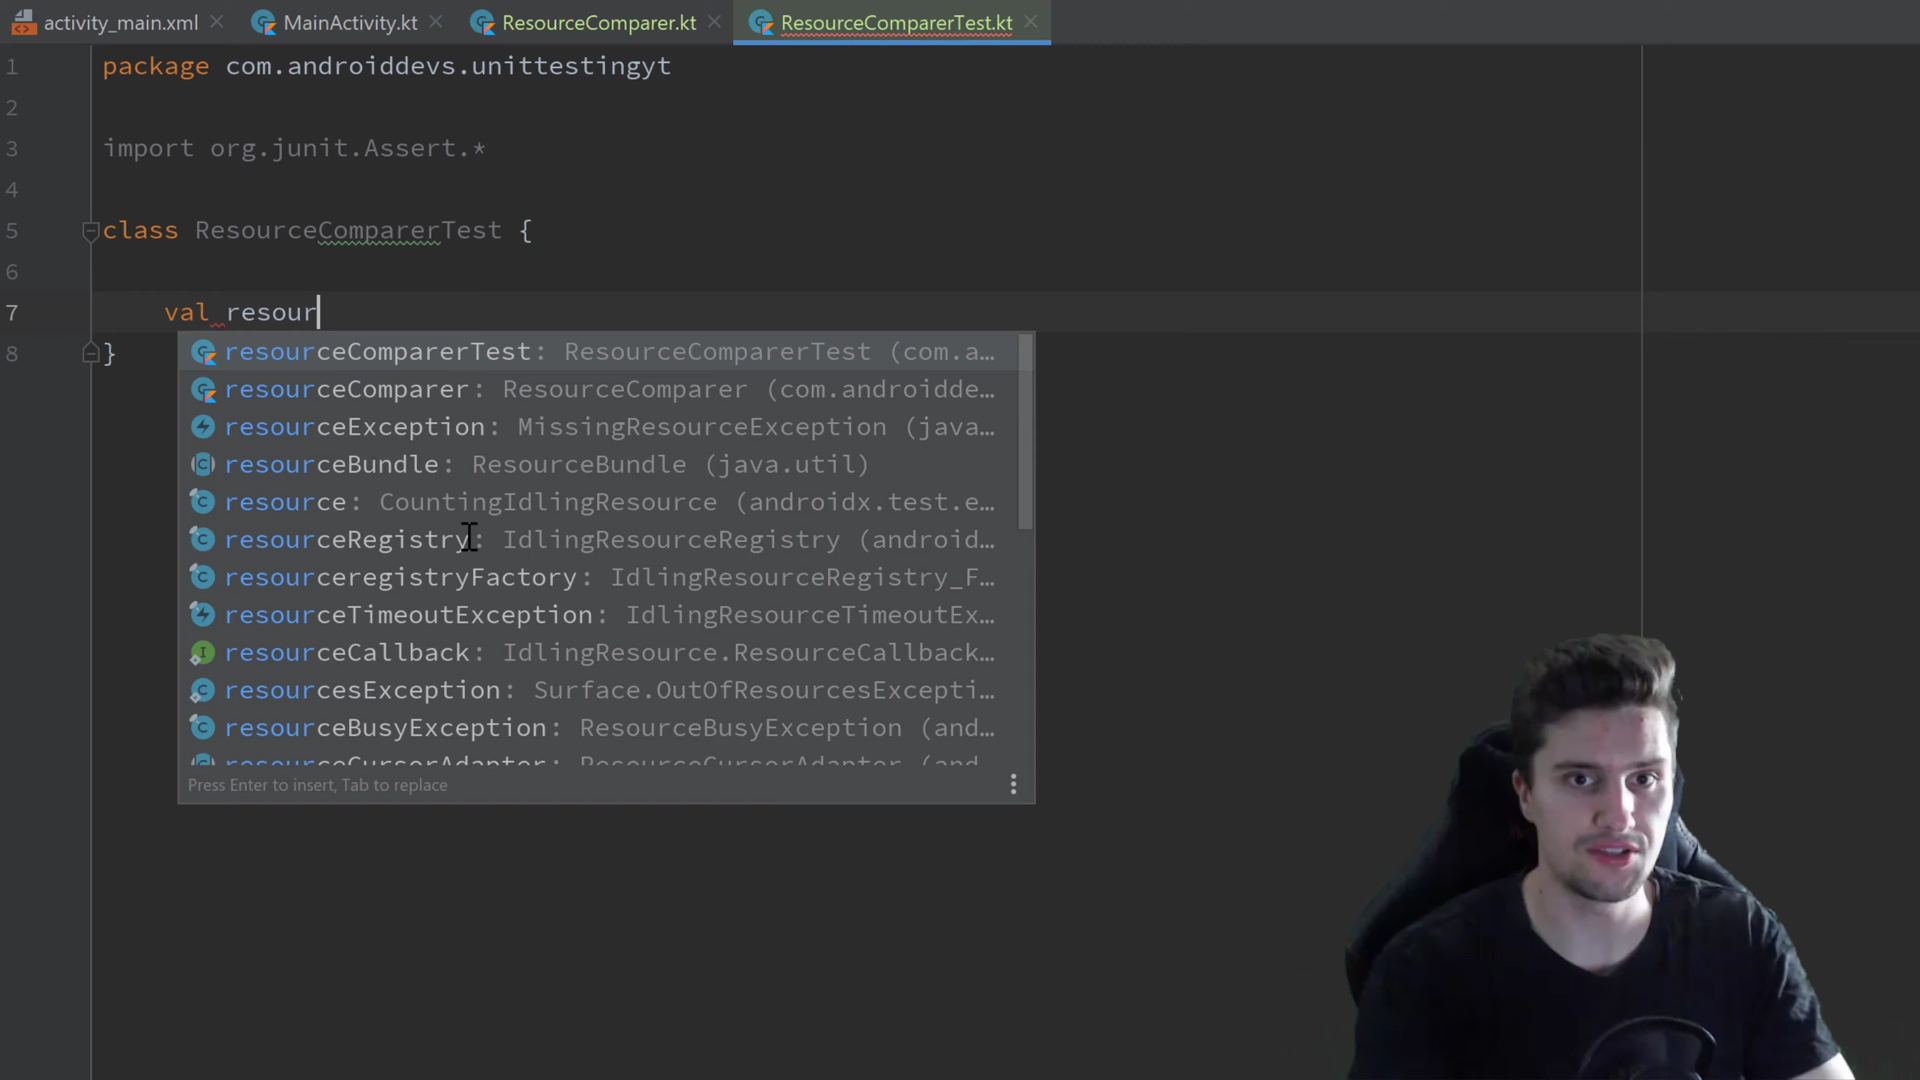 activity_main.xml
MainActivity.kt
ResourceComparer.kt
ResourceComparerTest.kt
1 package com.androiddevs.unittestingyt
2
3 import org.junit.Assert.*
4
5 class ResourceComparerTest {
6
7 val resour
8 }
resourceComparerTest: ResourceComparerTest (com.a…
resourceComparer: ResourceComparer (com.androidde…
resourceException: MissingResourceException (java…
resourceBundle: ResourceBundle (java.util)
resource: CountingIdlingResource (androidx.test.e…
resourceRegistry: IdlingResourceRegistry (android…
resourceregistryFactory: IdlingResourceRegistry_F…
resourceTimeoutException: IdlingResourceTimeoutEx…
resourceCallback: IdlingResource.ResourceCallback…
resourcesException: Surface.OutOfResourcesExcepti…
resourceBusyException: ResourceBusyException (and…
resourceCursorAdapter: ResourceCursorAdapter (and…
Press Enter to insert, Tab to replace